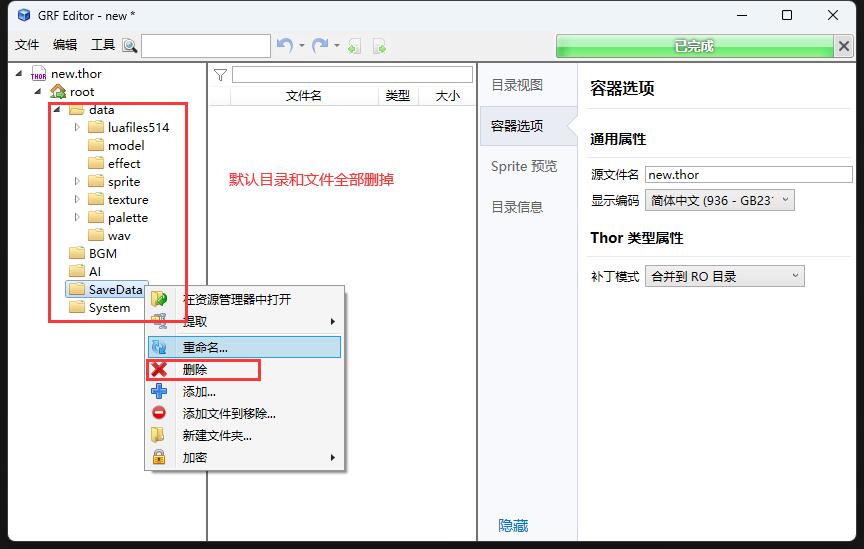 GRF Editor - new *
文件 编辑 工具
已完成
new.thor
root
data
luafiles514
model
effect
sprite
texture
palette
wav
BGM
AI
SaveData
System
文件名 类型 大小
默认目录和文件全部删掉
在资源管理器中打开
提取
重命名...
删除
添加...
添加文件到移除...
新建文件夹...
加密
目录视图
容器选项
Sprite 预览
目录信息
隐藏
容器选项
通用属性
源文件名 new.thor
显示编码 简体中文 (936 - GB23
Thor 类型属性
补丁模式 合并到 RO 目录